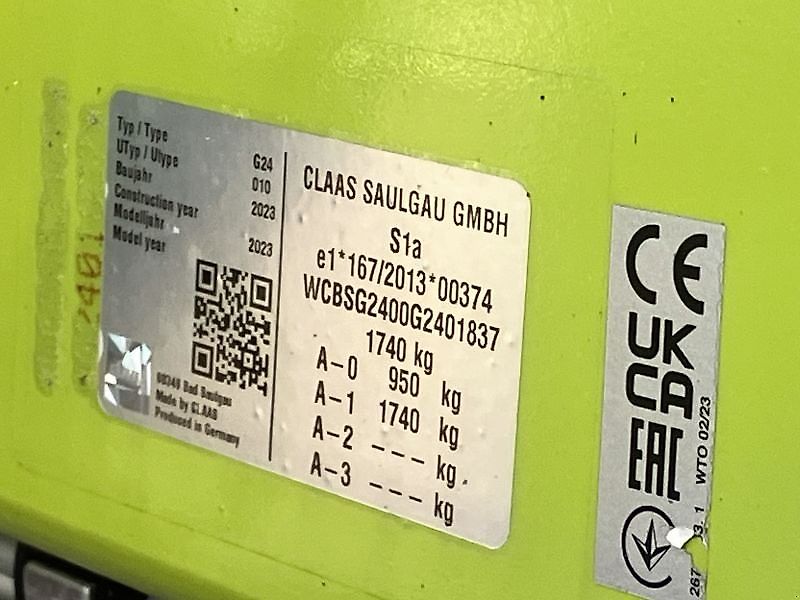 Typ / Type G24
UTyp / Utype 010
Baujahr
Construction year 2023
Modelljahr
Model year 2023
88348 Bad Saulgau
Made by CLAAS
Produced in Germany
CLAAS SAULGAU GMBH
S1a
e1*167/2013*00374
WCBSG2400G2401837
1740 kg
A-0 950 kg
A-1 1740 kg
A-2 --- kg
A-3 --- kg
CE
UK
CA
EAC
WTO 02/23